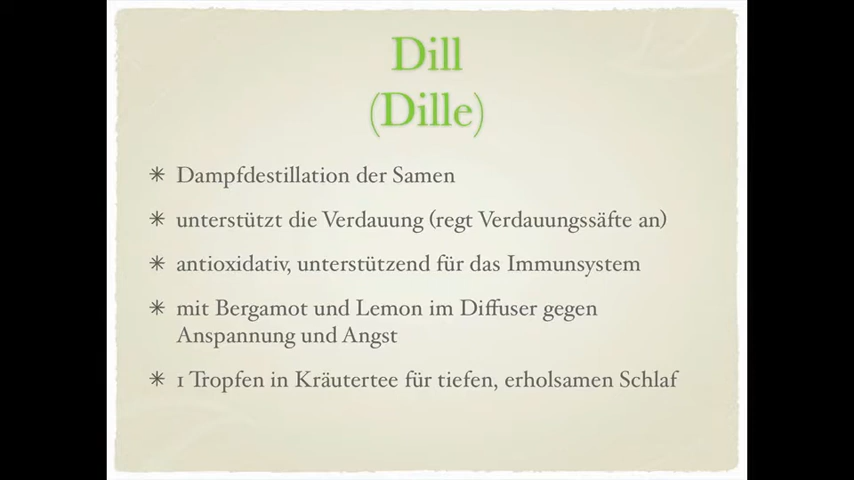 Dill
(Dille)
✳ Dampfdestillation der Samen
✳ unterstützt die Verdauung (regt Verdauungssäfte an)
✳ antioxidativ, unterstützend für das Immunsystem
✳ mit Bergamot und Lemon im Diffuser gegen
Anspannung und Angst
✳ 1 Tropfen in Kräutertee für tiefen, erholsamen Schlaf